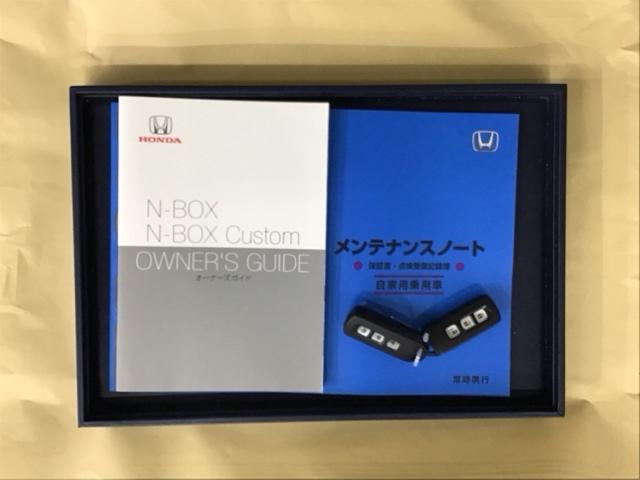 HONDA
N-BOX
N-BOX Custom
OWNER'S GUIDE
オーナーズガイド
メンテナンスノート
保証書・点検整備記録簿
自家用乗用車
常時携行